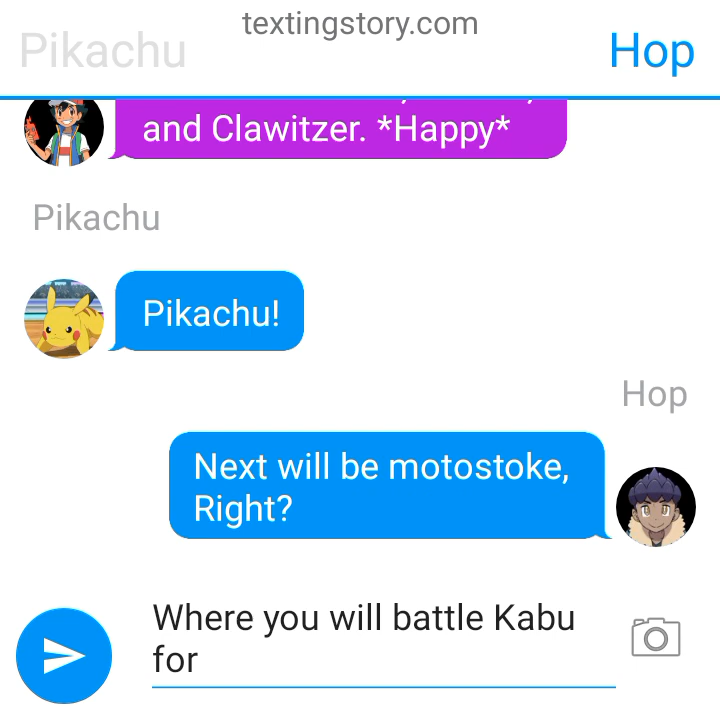 textingstory.com
Pikachu
Hop
and Clawitzer. *Happy*
Pikachu
Pikachu!
Hop
Next will be motostoke,
Right?
Where you will battle Kabu
for